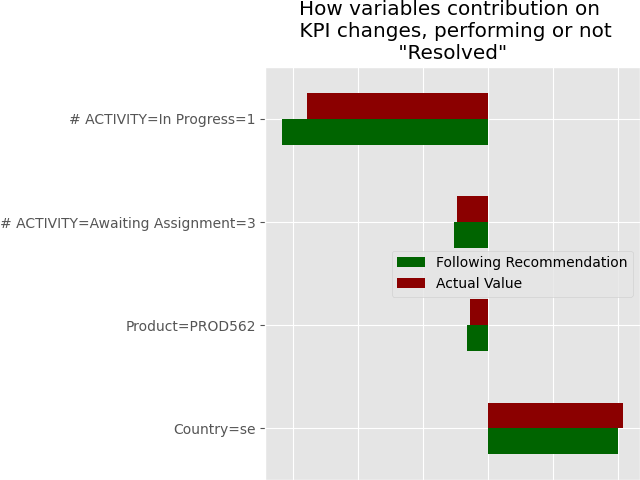 How variables contribution on
KPI changes, performing or not
"Resolved"
# ACTIVITY=In Progress=1
# ACTIVITY=Awaiting Assignment=3
Following Recommendation
Actual Value
Product=PROD562
Country=se